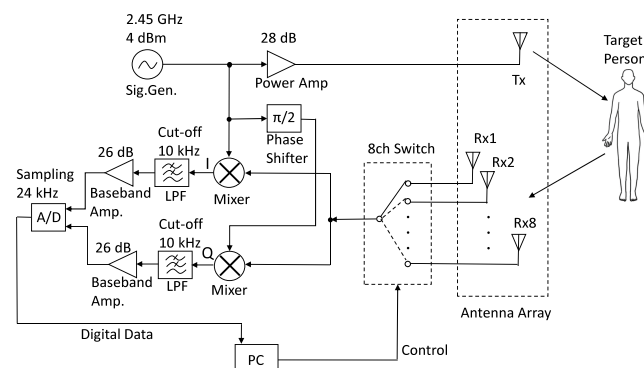 2.45 GHz
4 dBm
Sig.Gen.
28 dB
Power Amp
Tx
Target
Person
π/2
Phase
Shifter
8ch Switch
Rx1
Rx2
Rx8
Antenna Array
Cut-off
10 kHz
LPF
I
Mixer
26 dB
Baseband
Amp.
Sampling
24 kHz
A/D
Cut-off
10 kHz
LPF
Q
Mixer
26 dB
Baseband
Amp.
Digital Data
PC
Control